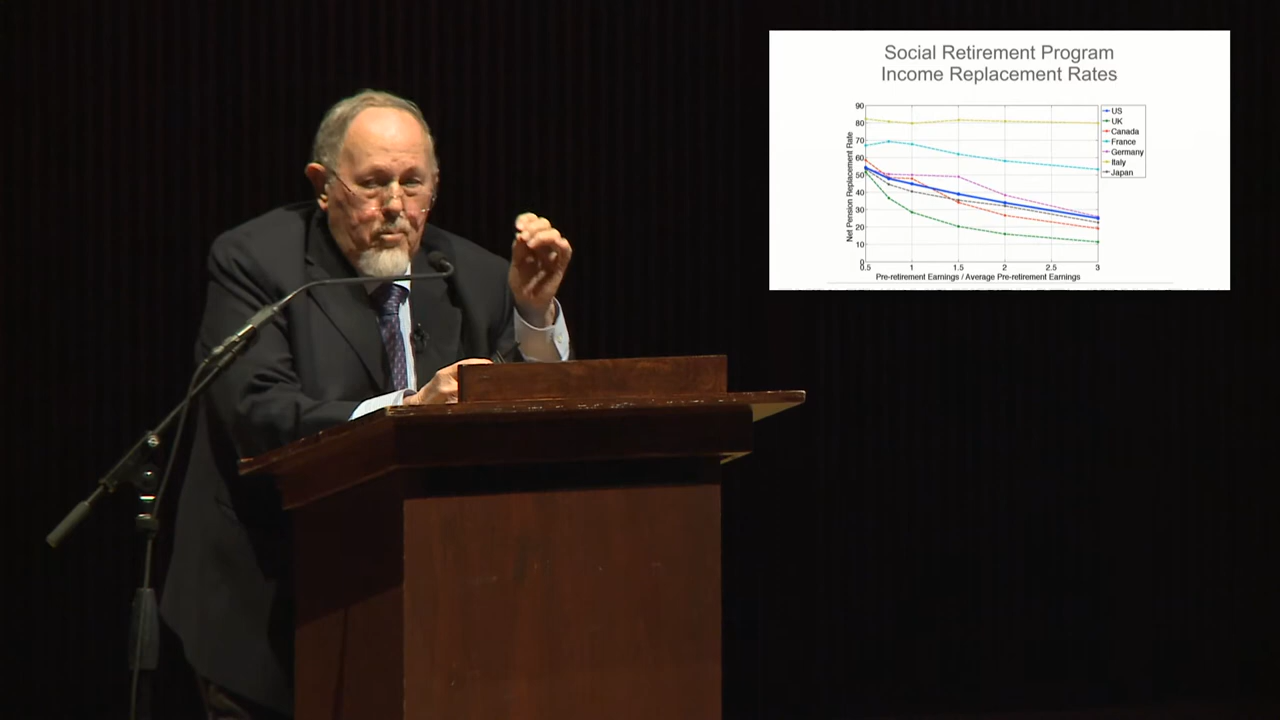 Social Retirement Program
Income Replacement Rates
Net Pension Replacement Rate
90
80
70
60
50
40
30
20
10
0
0.5
1
1.5
2
2.5
3
Pre-retirement Earnings / Average Pre-retirement Earnings
US
UK
Canada
France
Germany
Italy
Japan